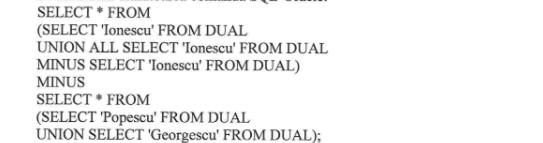 SELECT * FROM
(SELECT 'Ionescu' FROM DUAL
UNION ALL SELECT 'Ionescu' FROM DUAL
MINUS SELECT 'Ionescu' FROM DUAL)
MINUS
SELECT * FROM
(SELECT 'Popescu' FROM DUAL
UNION SELECT 'Georgescu' FROM DUAL);